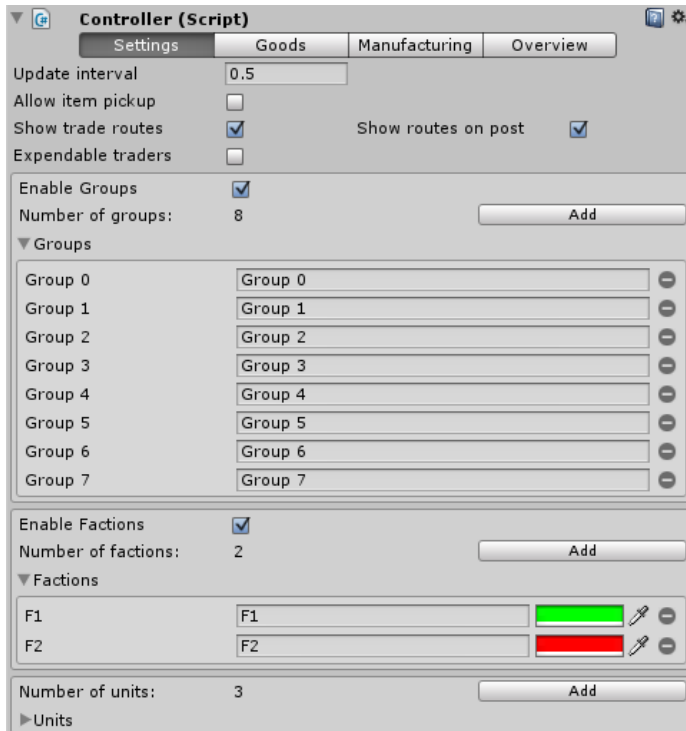 Controller (Script)
Settings Goods Manufacturing Overview
Update interval 0.5
Allow item pickup
Show trade routes Show routes on post
Expendable traders
Enable Groups
Number of groups: 8 Add
Groups
Group 0 Group 0
Group 1 Group 1
Group 2 Group 2
Group 3 Group 3
Group 4 Group 4
Group 5 Group 5
Group 6 Group 6
Group 7 Group 7
Enable Factions
Number of factions: 2 Add
Factions
F1 F1
F2 F2
Number of units: 3 Add
Units